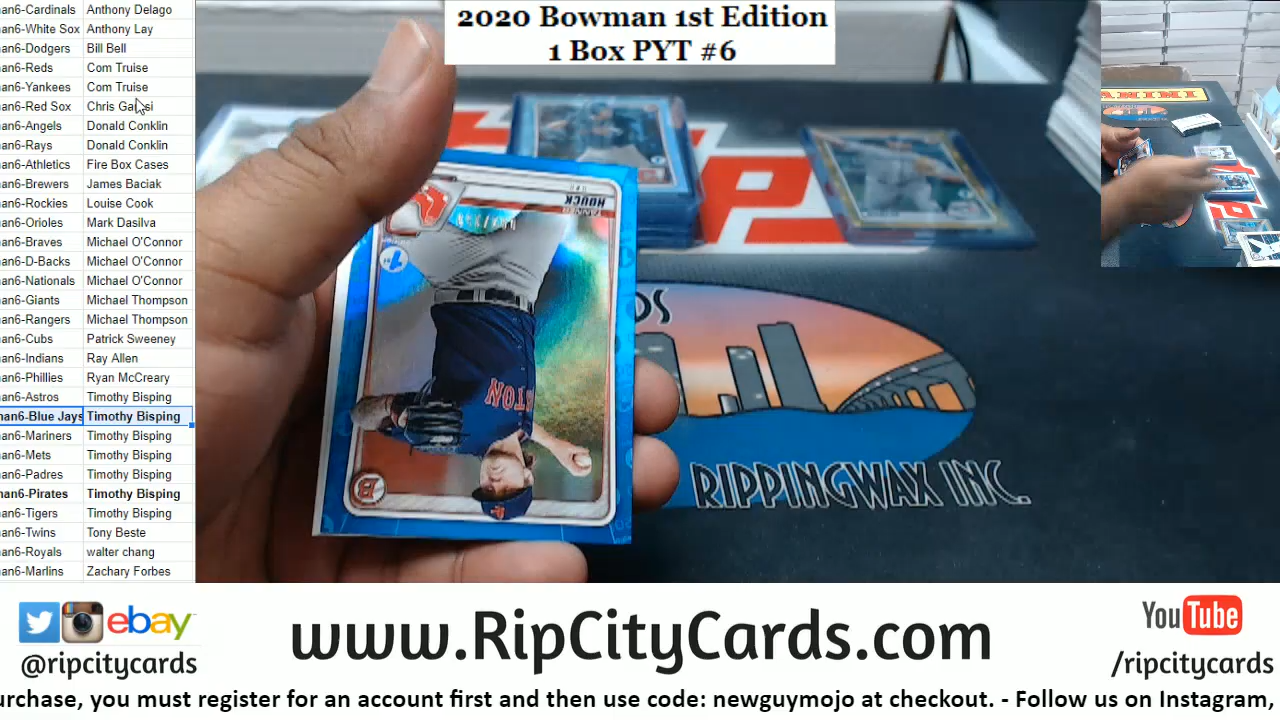 2020 Bowman 1st Edition
1 Box PYT #6
an6-Cardinals Anthony Delago
an6-White Sox Anthony Lay
an6-Dodgers Bill Bell
an6-Reds Com Truise
an6-Yankees Com Truise
an6-Red Sox Chris
an6-Angels Donald Conklin
an6-Rays Donald Conklin
an6-Athletics Fire Box Cases
an6-Brewers James Baciak
an6-Rockies Louise Cook
an6-Orioles Mark Dasilva
an6-Braves Michael O'Connor
an6-D-Backs Michael O'Connor
an6-Nationals Michael O'Connor
an6-Giants Michael Thompson
an6-Rangers Michael Thompson
an6-Cubs Patrick Sweeney
an6-Indians Ray Allen
an6-Phillies Ryan McCreary
an6-Astros Timothy Bisping
an6-Blue Jays Timothy Bisping
an6-Mariners Timothy Bisping
an6-Mets Timothy Bisping
an6-Padres Timothy Bisping
an6-Pirates Timothy Bisping
an6-Tigers Timothy Bisping
an6-Twins Tony Beste
an6-Royals walter chang
an6-Marlins Zachary Forbes
TANNER
HOUCK
1st
TON
B
P
DS
RIPPINGWAX INC.
PANINI
ebay
@ripcitycards
www.RipCityCards.com
YouTube
/ripcitycards
urchase, you must register for an account first and then use code: newguymojo at checkout. - Follow us on Instagram,